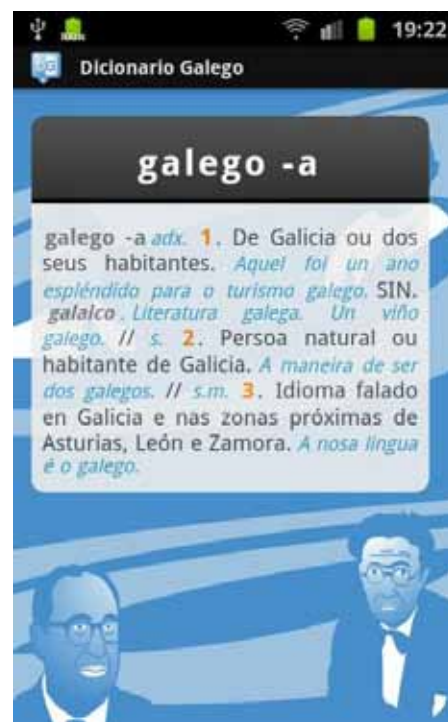 19:22
Dicionario Galego
galego -a
galego -a adx. 1. De Galicia ou dos
seus habitantes. Aquel foi un ano
espléndido para o turismo galego. SIN.
galaico. Literatura galega. Un viño
galego. // s. 2. Persoa natural ou
habitante de Galicia. A maneira de ser
dos galegos. // s.m. 3. Idioma falado
en Galicia e nas zonas próximas de
Asturias, León e Zamora. A nosa lingua
é o galego.